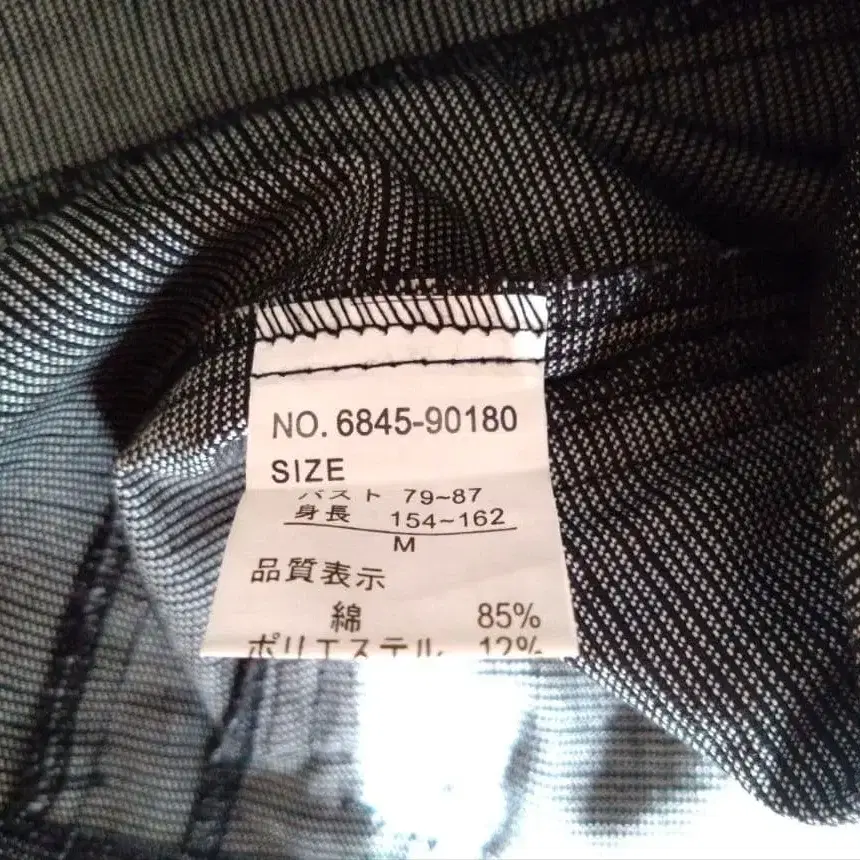 NO. 6845-90180
SIZE
バスト 79~87
身長 154~162
M
品質表示
綿 85%
ポリエステル 12%